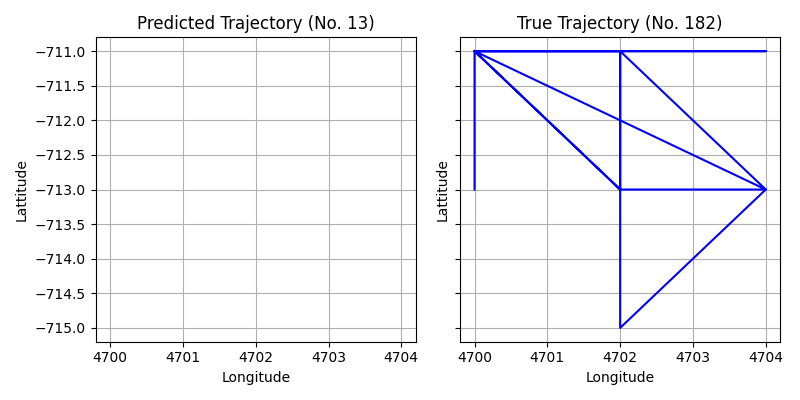 Predicted Trajectory (No. 13)
True Trajectory (No. 182)
Lattitude
−711.0
−711.5
−712.0
−712.5
−713.0
−713.5
−714.0
−714.5
−715.0
4700 4701 4702 4703 4704
Longitude
Lattitude
4700 4701 4702 4703 4704
Longitude